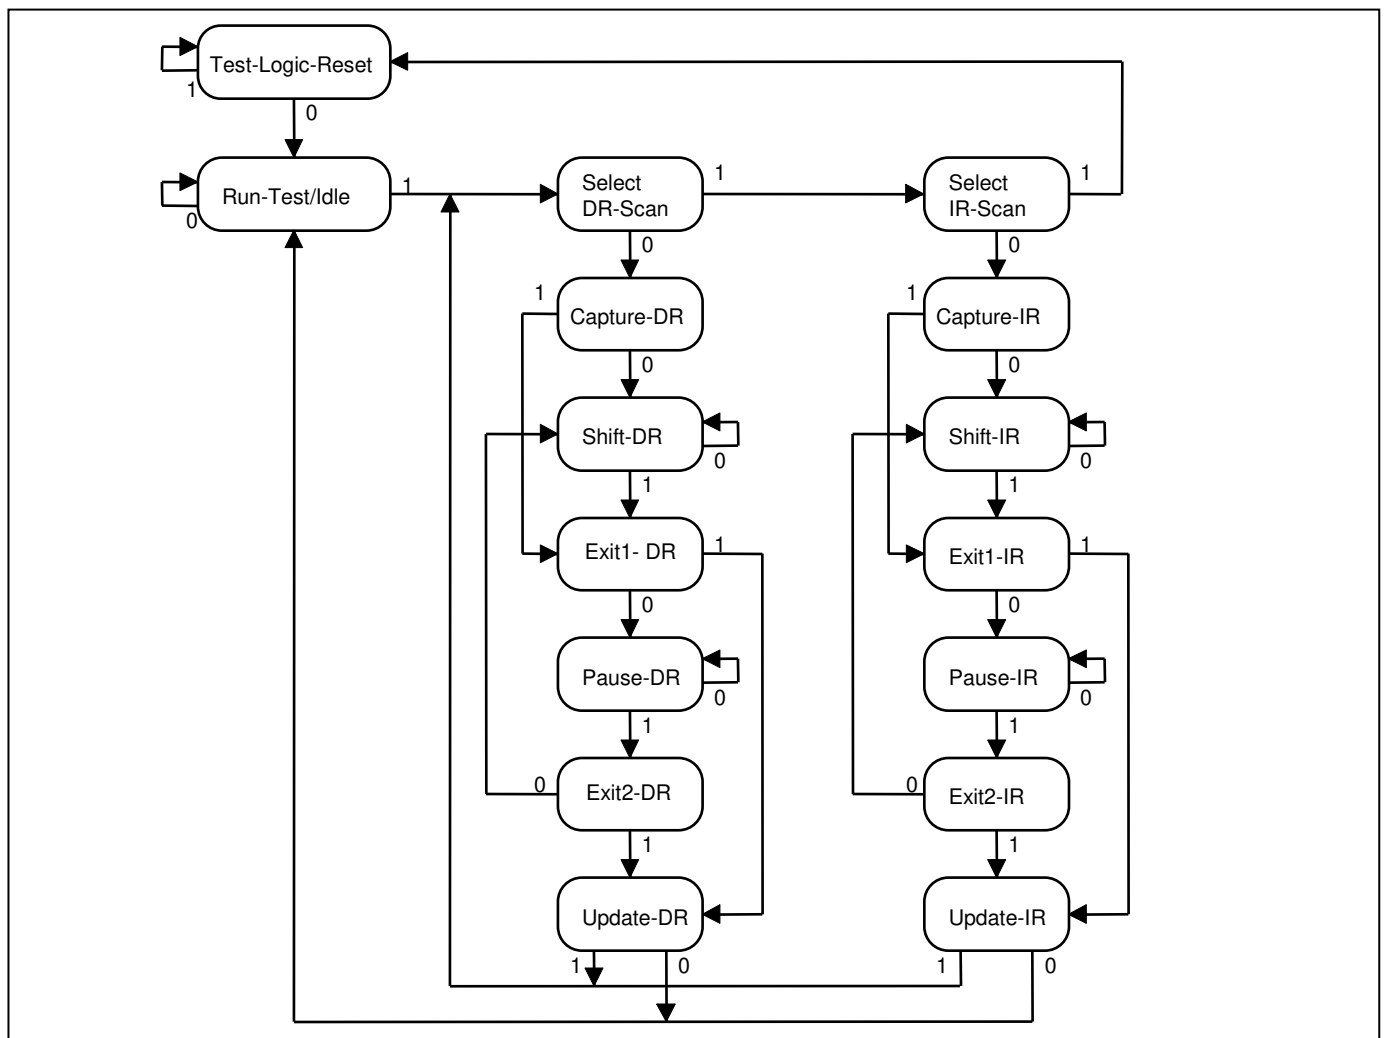 Test-Logic-Reset
1
0
Run-Test/Idle
1
0
Select
DR-Scan
1
0
Select
IR-Scan
1
0
1
Capture-DR
0
1
Capture-IR
0
Shift-DR
0
1
Shift-IR
0
1
Exit1- DR
1
0
Exit1-IR
1
0
Pause-DR
0
1
Pause-IR
0
1
0
Exit2-DR
1
0
Exit2-IR
1
Update-DR
1
0
Update-IR
1
0